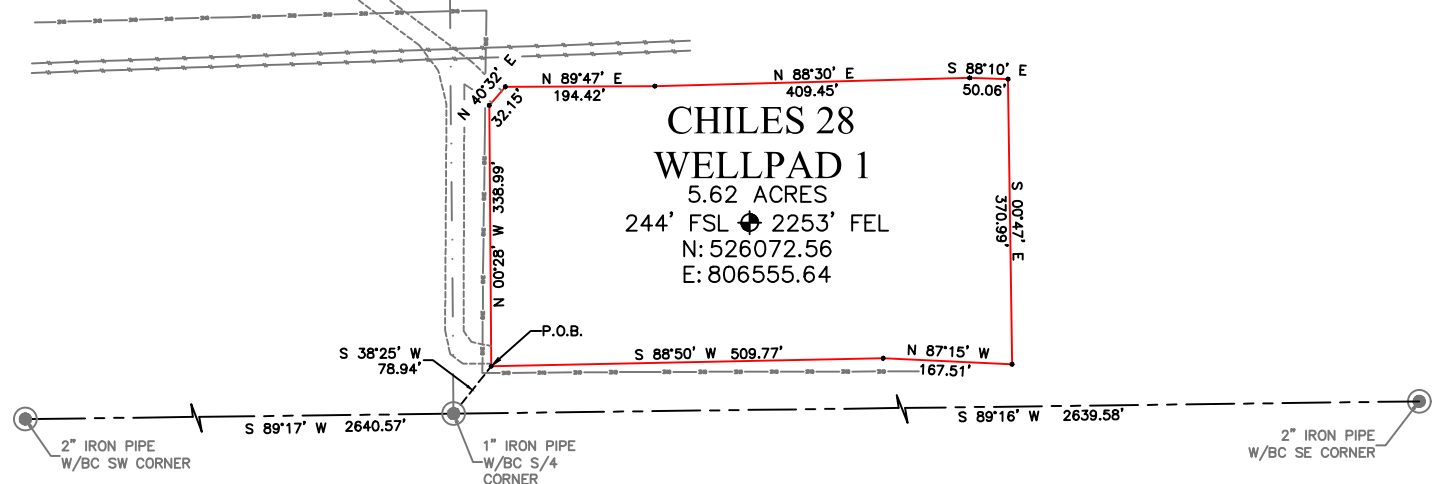 N 40°32' E
32.15'
N 89°47' E
194.42'
N 88°30' E
409.45'
S 88°10' E
50.06'
CHILES 28
WELLPAD 1
5.62 ACRES
244' FSL 2253' FEL
N: 526072.56
E: 806555.64
N 00°28' W 338.99'
S 00°47' E
370.99'
P.O.B.
S 38°25' W
78.94'
S 88°50' W 509.77'
N 87°15' W
167.51'
S 89°17' W 2640.57'
S 89°16' W 2639.58'
2" IRON PIPE
W/BC SW CORNER
1" IRON PIPE
W/BC S/4
CORNER
2" IRON PIPE
W/BC SE CORNER